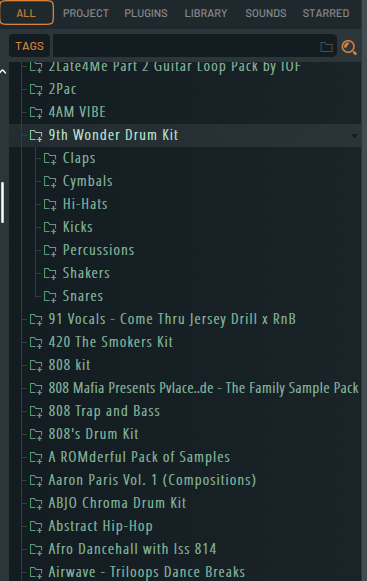 ALL PROJECT PLUGINS LIBRARY SOUNDS STARRED
TAGS
2Late4Me Part 2 Guitar Loop Pack by IOF
2Pac
4AM VIBE
9th Wonder Drum Kit
Claps
Cymbals
Hi-Hats
Kicks
Percussions
Shakers
Snares
91 Vocals - Come Thru Jersey Drill x RnB
420 The Smokers Kit
808 kit
808 Mafia Presents Pvlace..de - The Family Sample Pack
808 Trap and Bass
808's Drum Kit
A ROMderful Pack of Samples
Aaron Paris Vol. 1 (Compositions)
ABJO Chroma Drum Kit
Abstract Hip-Hop
Afro Dancehall with Iss 814
Airwave - Triloops Dance Breaks